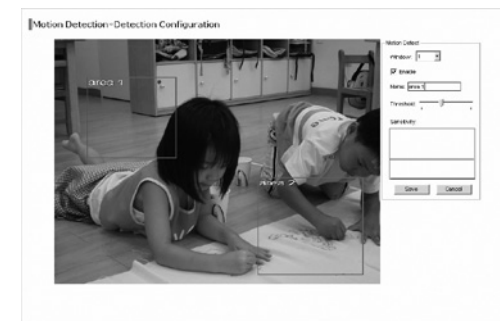 Motion Detection-Detection Configuration
Motion Detect
Window: 1
Enable
Name: area 1
Threshold:
Sensitivity:
Save Cancel
area 1
area 2